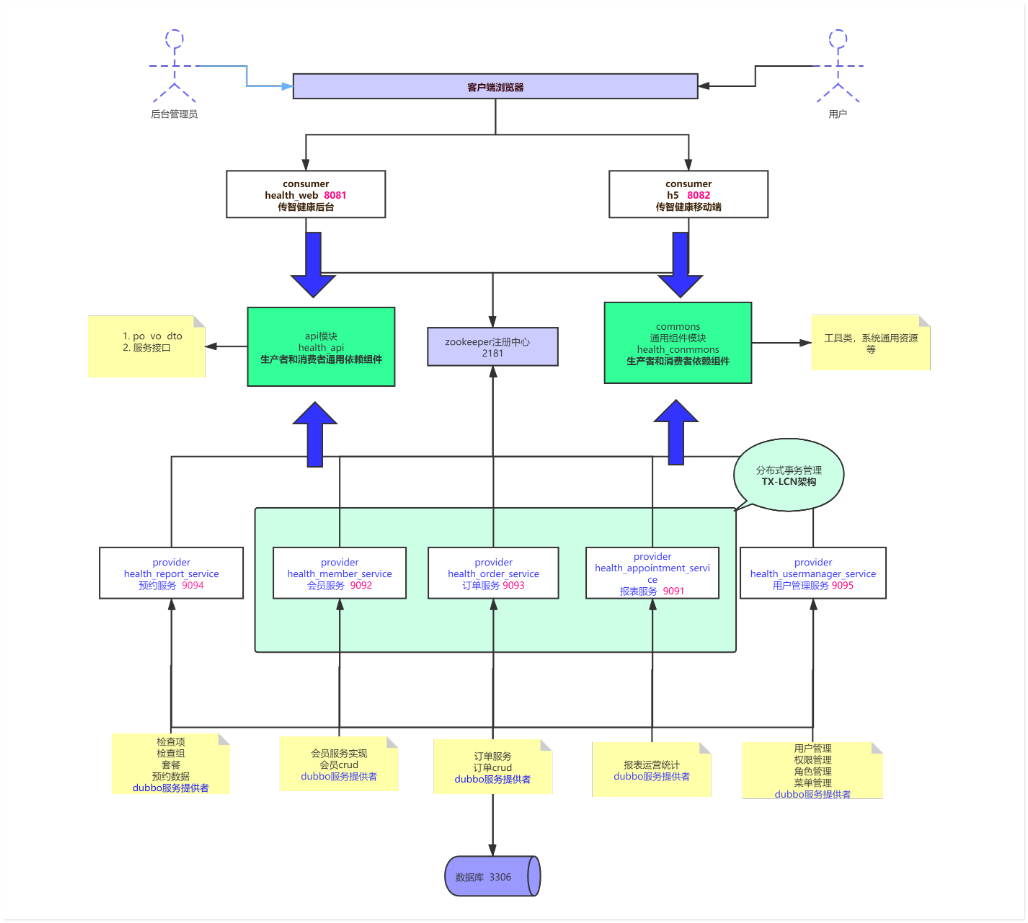 后台管理员
用户
客户端浏览器
consumer
health_web 8081
传智健康后台
consumer
h5 8082
传智健康移动端
1. po vo dto
2. 服务接口
api模块
health_api
生产者和消费者通用依赖组件
zookeeper注册中心
2181
commons
通用组件模块
health_conmmons
生产者和消费者依赖组件
工具类，系统通用资源
等
分布式事务管理
TX-LCN架构
provider
health_report_service
预约服务 9094
provider
health_member_service
会员服务 9092
provider
health_order_service
订单服务 9093
provider
health_appointment_servi
ce
报表服务 9091
provider
health_usermanager_service
用户管理服务 9095
检查项
检查组
套餐
预约数据
dubbo服务提供者
会员服务实现
会员crud
dubbo服务提供者
订单服务
订单crud
dubbo服务提供者
报表运营统计
dubbo服务提供者
用户管理
权限管理
角色管理
菜单管理
dubbo服务提供者
数据库 3306